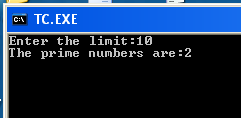 TC.EXE
Enter the limit:10
The prime numbers are:2